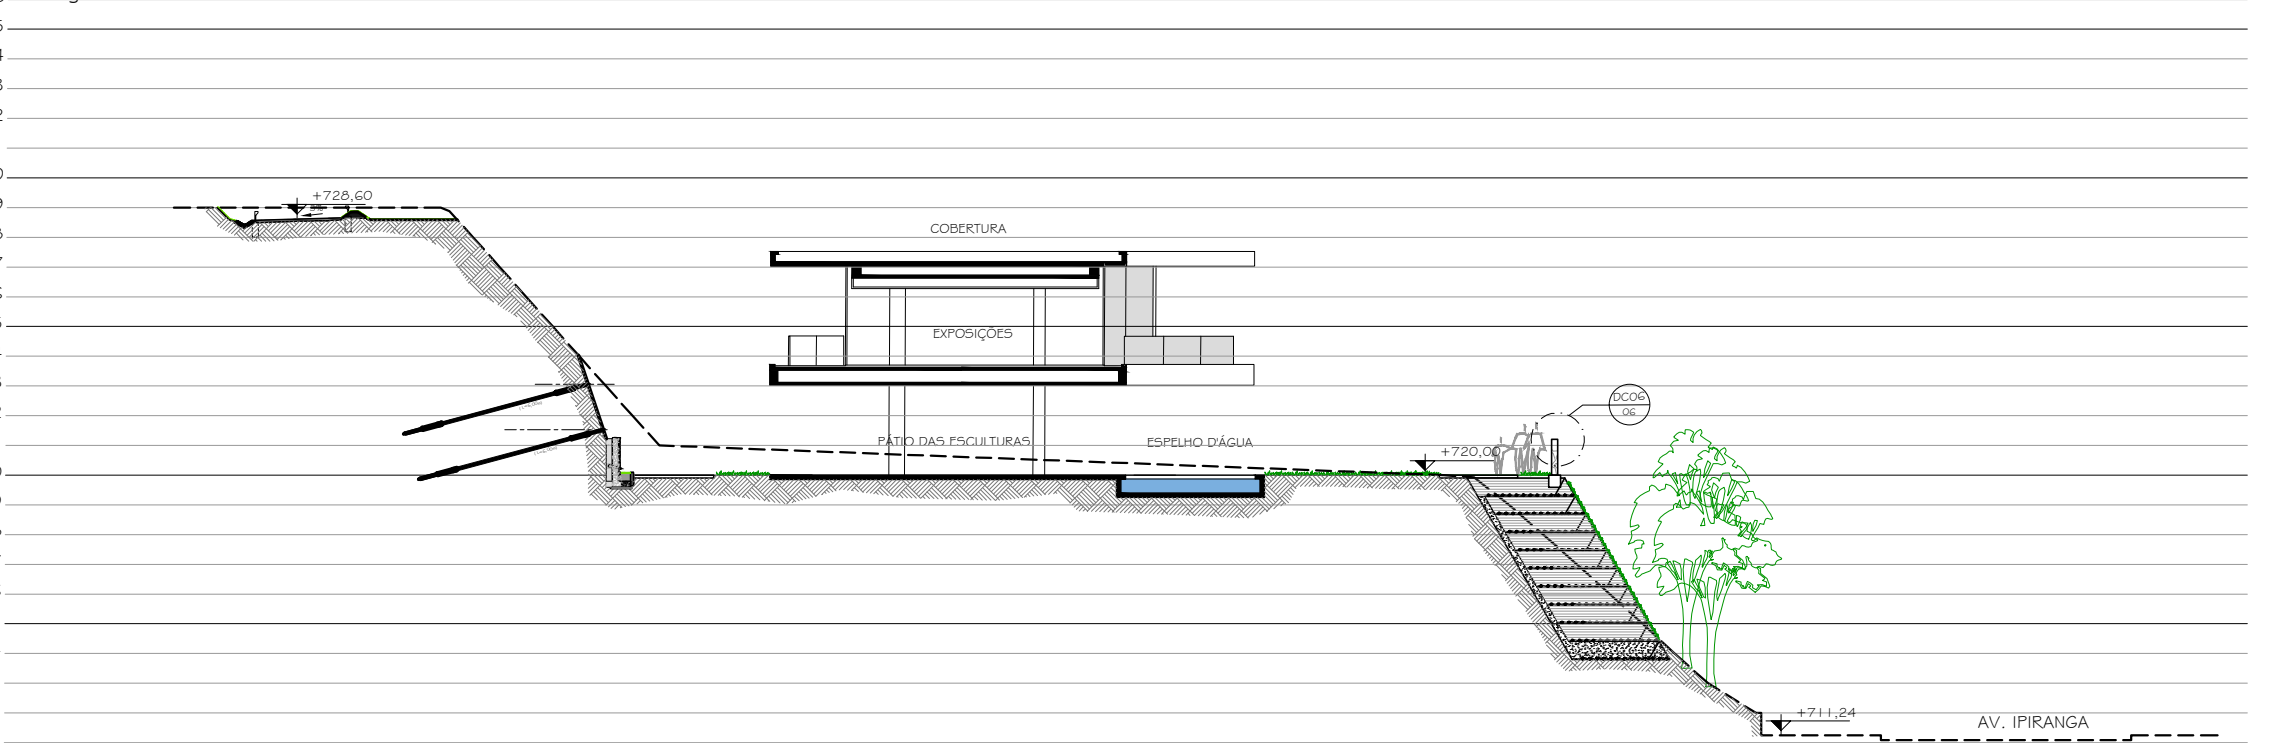 +728,60
COBERTURA
EXPOSIÇÕES
DC06
06
PÁTIO DAS ESCULTURAS
ESPELHO D'ÁGUA
+720,00
+711,24
AV. IPIRANGA